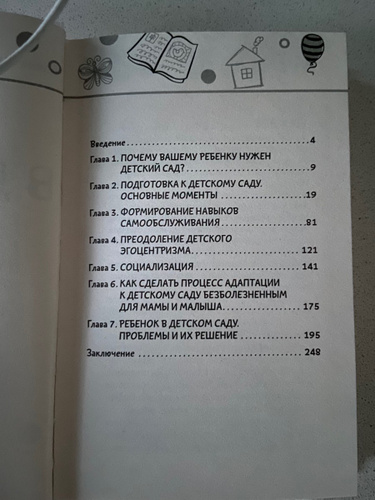 Введение . . . . . . . . . . . . . . . . . . . . . . . . . . . . . . . . . . . . . . . 4
Глава 1. ПОЧЕМУ ВАШЕМУ РЕБЕНКУ НУЖЕН
ДЕТСКИЙ САД? . . . . . . . . . . . . . . . . . . . . . . . . . . . . 9
Глава 2. ПОДГОТОВКА К ДЕТСКОМУ САДУ.
ОСНОВНЫЕ МОМЕНТЫ . . . . . . . . . . . . . . . . . . . 19
Глава 3. ФОРМИРОВАНИЕ НАВЫКОВ
САМООБСЛУЖИВАНИЯ . . . . . . . . . . . . . . . . . . 81
Глава 4. ПРЕОДОЛЕНИЕ ДЕТСКОГО
ЭГОЦЕНТРИЗМА . . . . . . . . . . . . . . . . . . . . . . . . 121
Глава 5. СОЦИАЛИЗАЦИЯ . . . . . . . . . . . . . . . . . . . . . . . 141
Глава 6. КАК СДЕЛАТЬ ПРОЦЕСС АДАПТАЦИИ
К ДЕТСКОМУ САДУ БЕЗБОЛЕЗНЕННЫМ
ДЛЯ МАМЫ И МАЛЫША . . . . . . . . . . . . . . . . . 175
Глава 7. РЕБЕНОК В ДЕТСКОМ САДУ.
ПРОБЛЕМЫ И ИХ РЕШЕНИЕ . . . . . . . . . . . . . 195
Заключение . . . . . . . . . . . . . . . . . . . . . . . . . . . . . . . . . . . 248